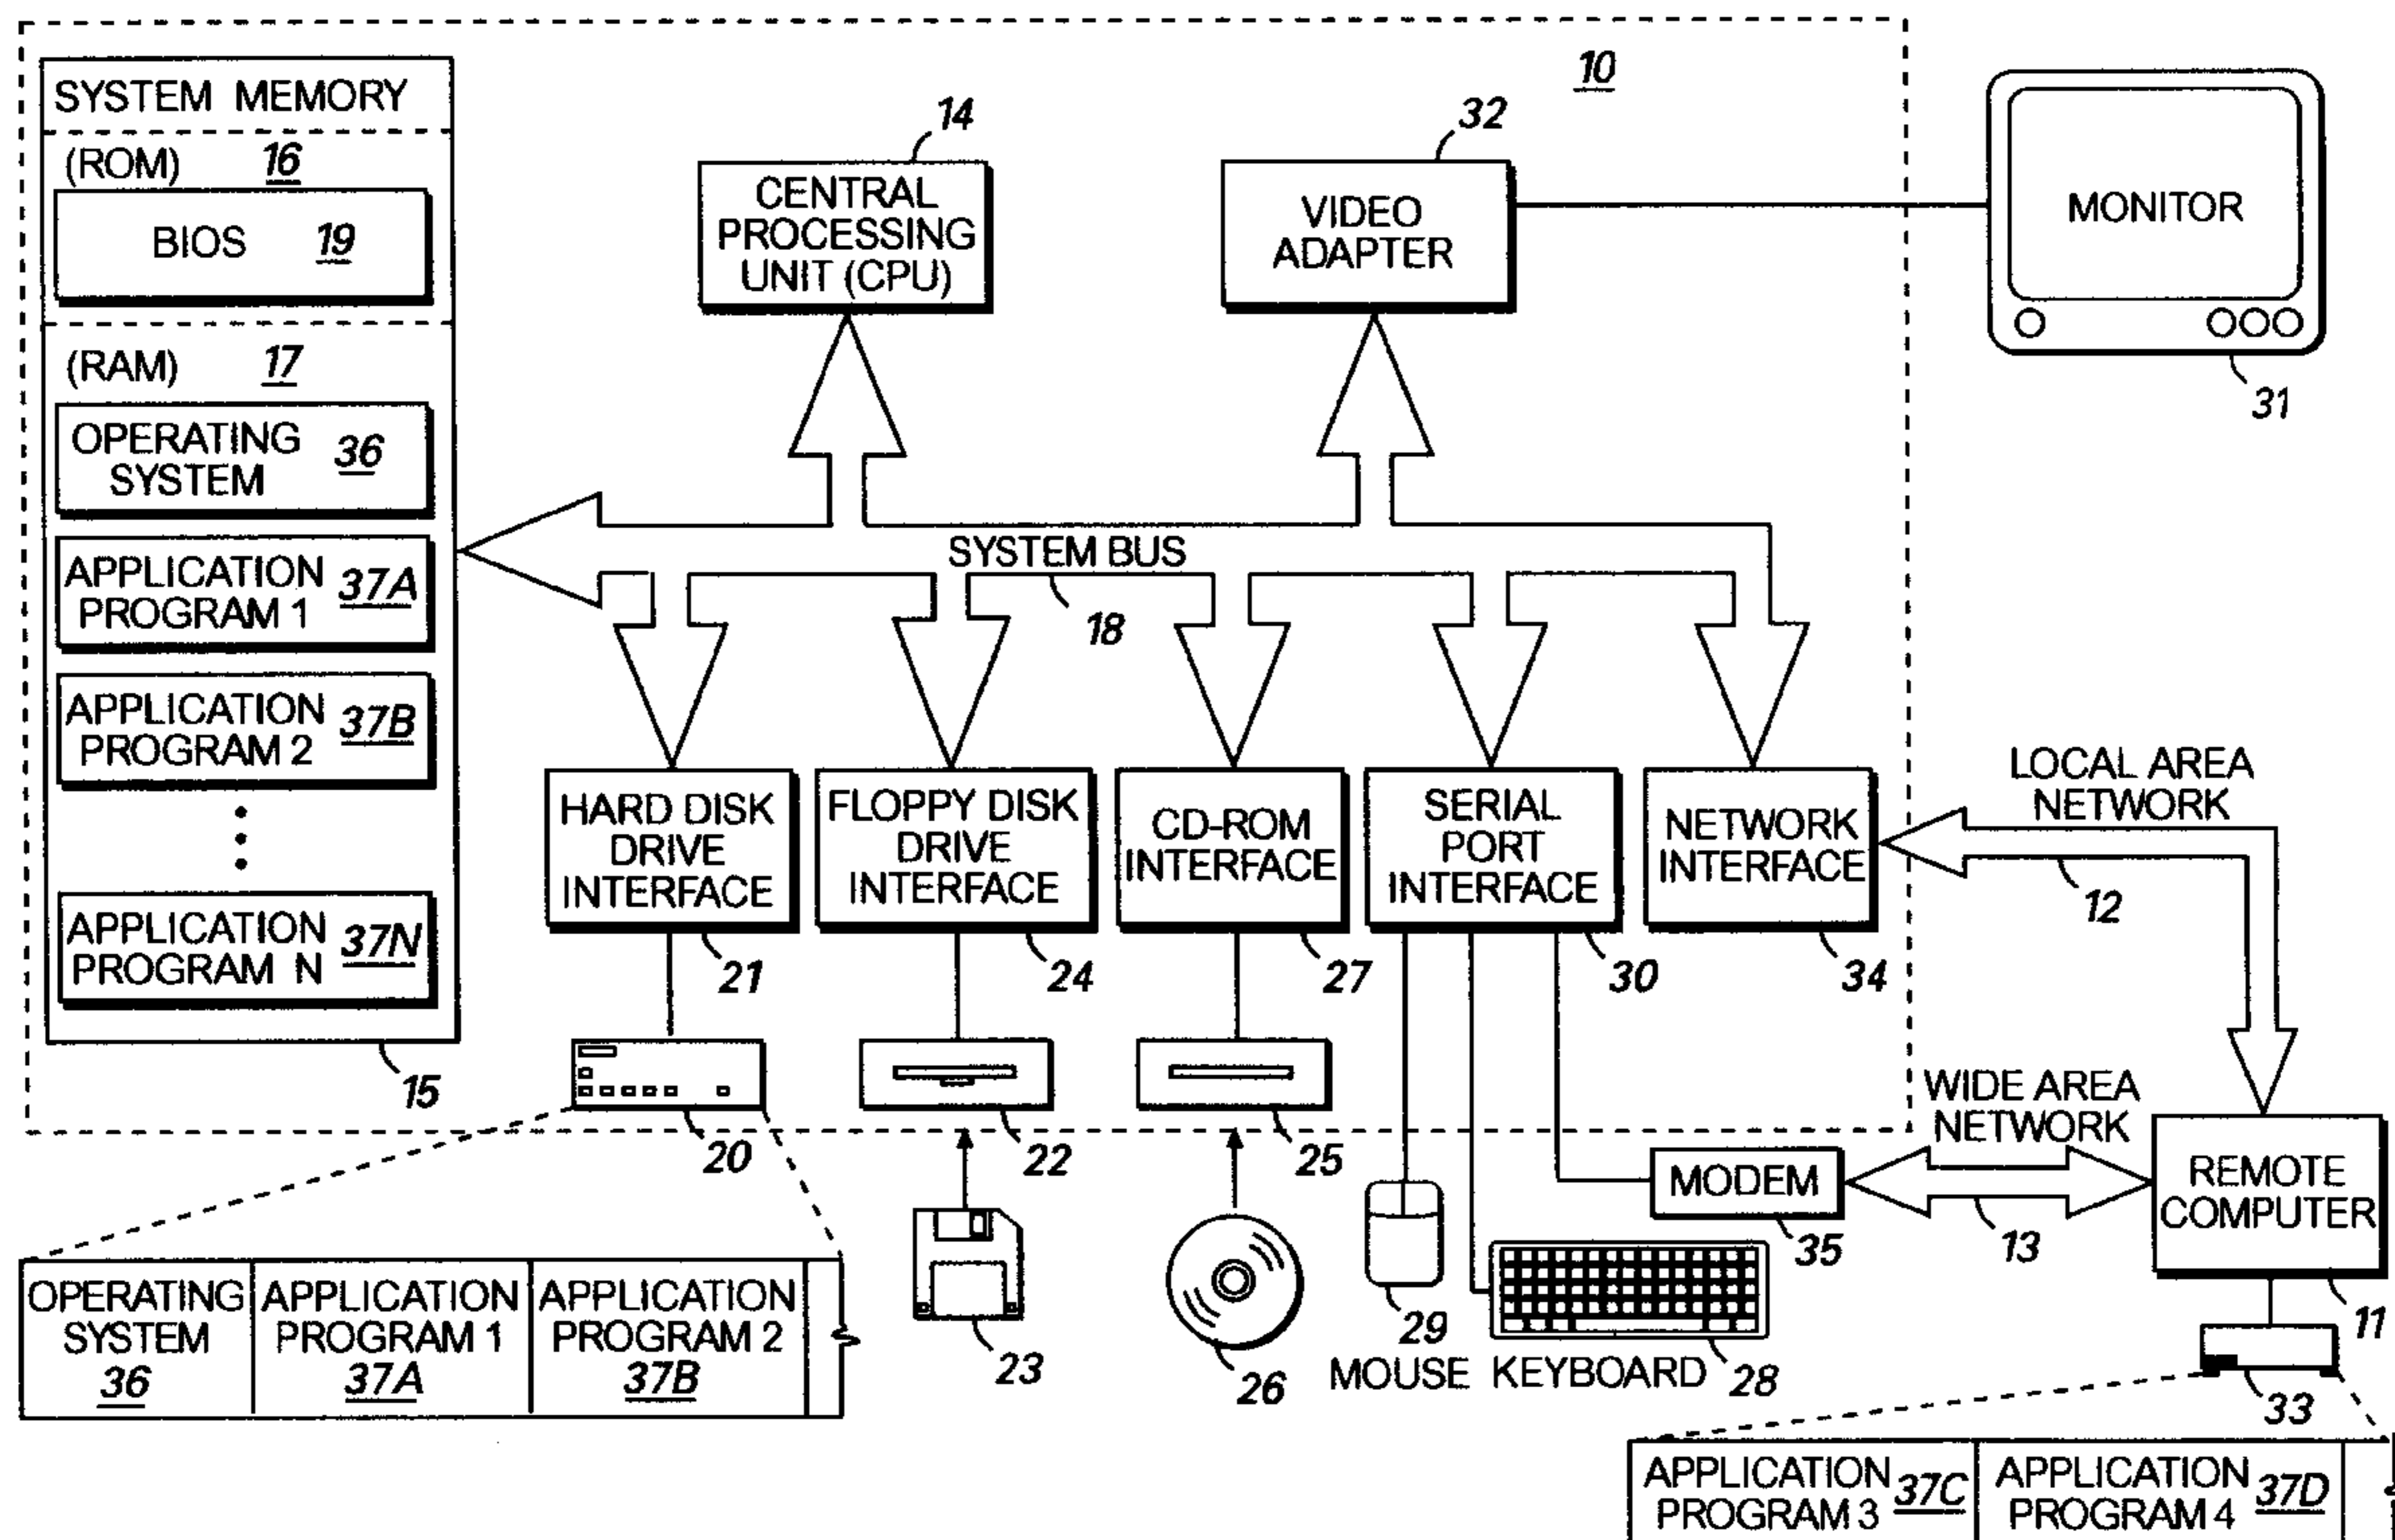 10
SYSTEM MEMORY
(ROM) 16
BIOS 19
(RAM) 17
OPERATING 36
SYSTEM
APPLICATION 37A
PROGRAM 1
APPLICATION 37B
PROGRAM 2
APPLICATION 37N
PROGRAM N
15
14
CENTRAL
PROCESSING
UNIT (CPU)
32
VIDEO
ADAPTER
MONITOR
31
SYSTEM BUS
18
HARD DISK
DRIVE
INTERFACE
21
FLOPPY DISK
DRIVE
INTERFACE
24
CD-ROM
INTERFACE
27
SERIAL
PORT
INTERFACE
30
NETWORK
INTERFACE
34
LOCAL AREA
NETWORK
12
20
22
25
WIDE AREA
NETWORK
13
MODEM
35
REMOTE
COMPUTER
11
OPERATING
SYSTEM
36
APPLICATION
PROGRAM 1
37A
APPLICATION
PROGRAM 2
37B
23
26
29
MOUSE
KEYBOARD 28
33
APPLICATION 37C
PROGRAM 3
APPLICATION 37D
PROGRAM 4